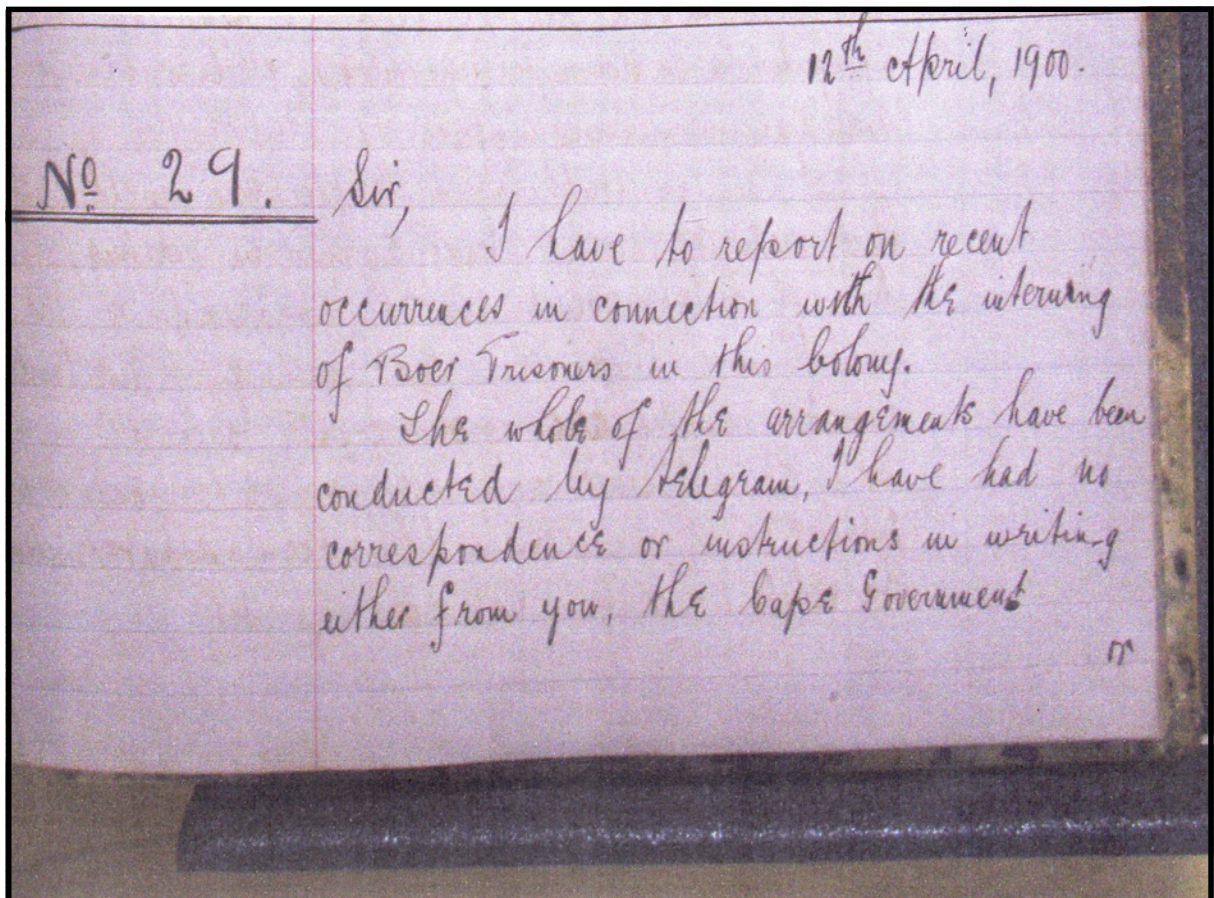 12th April, 1900.
No 29. Sir,
I have to report on recent
occurrences in connection with the interning
of Boer Prisoners in this Colony.
The whole of the arrangements have been
conducted by telegram, I have had no
correspondence or instructions in writing
either from you, the Cape Government
or